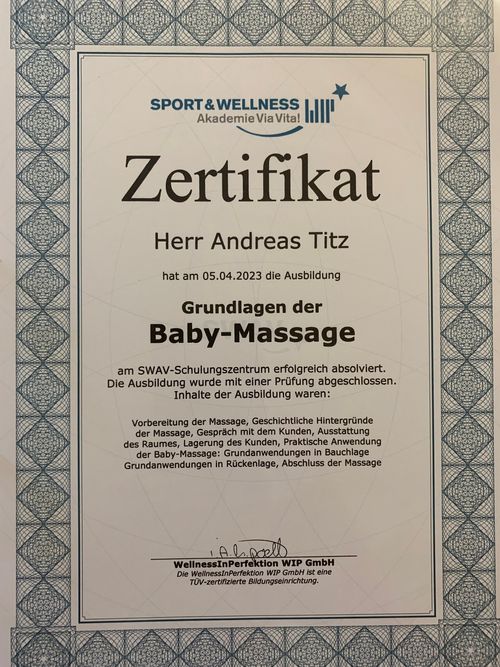 SPORT & WELLNESS
Akademie Via Vita!
Zertifikat
Herr Andreas Titz
hat am 05.04.2023 die Ausbildung
Grundlagen der
Baby-Massage
am SWAV-Schulungszentrum erfolgreich absolviert.
Die Ausbildung wurde mit einer Prüfung abgeschlossen.
Inhalte der Ausbildung waren:
Vorbereitung der Massage, Geschichtliche Hintergründe
der Massage, Gespräch mit dem Kunden, Ausstattung
des Raumes, Lagerung des Kunden, Praktische Anwendung
der Baby-Massage: Grundanwendungen in Bauchlage
Grundanwendungen in Rückenlage, Abschluss der Massage
WellnessInPerfektion WIP GmbH
Die WellnessInPerfektion WIP GmbH ist eine
TÜV-zertifizierte Bildungseinrichtung.